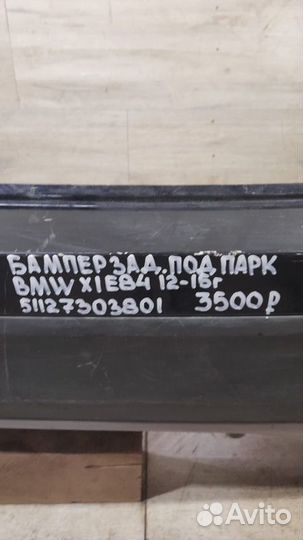 БАМПЕР ЗАД. ПОД ПАРК
BMW X1 E84 12-15г
51127303801 3500₽
Avito